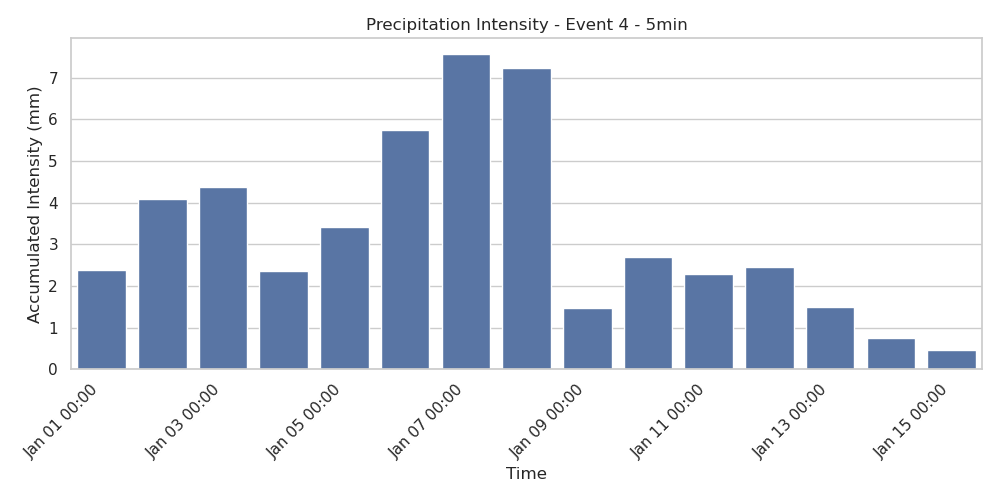 Precipitation Intensity - Event 4 - 5min
Accumulated Intensity (mm)
7
6
5
4
3
2
1
0
Jan 01 00:00
Jan 03 00:00
Jan 05 00:00
Jan 07 00:00
Jan 09 00:00
Jan 11 00:00
Jan 13 00:00
Jan 15 00:00
Time